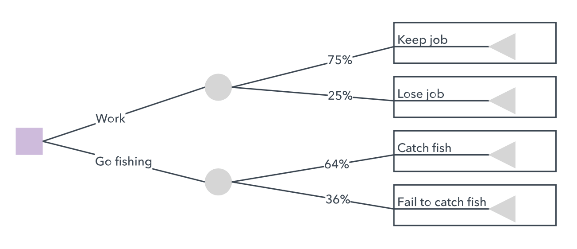 Keep job
75%
25%
Lose job
Work
Go fishing
Catch fish
64%
36%
Fail to catch fish